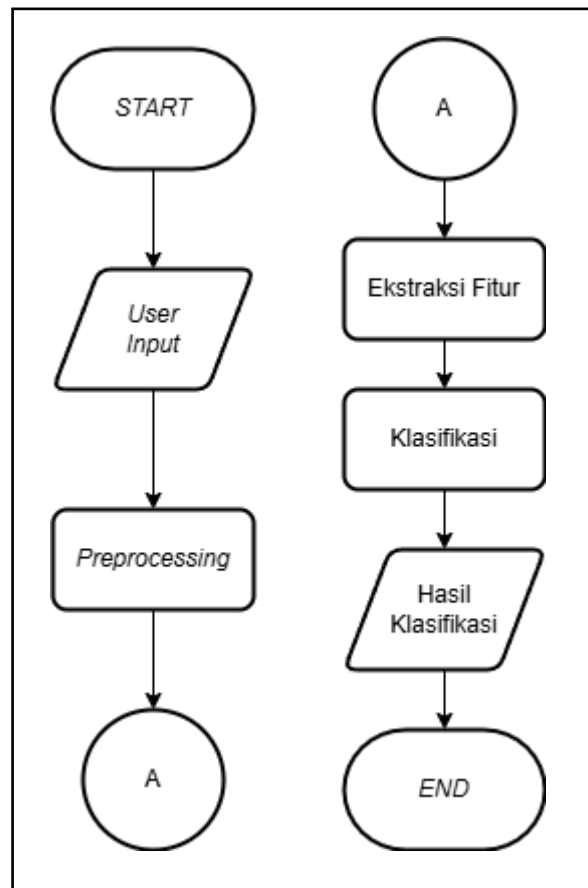 START
User
Input
Preprocessing
A
A
Ekstraksi Fitur
Klasifikasi
Hasil
Klasifikasi
END